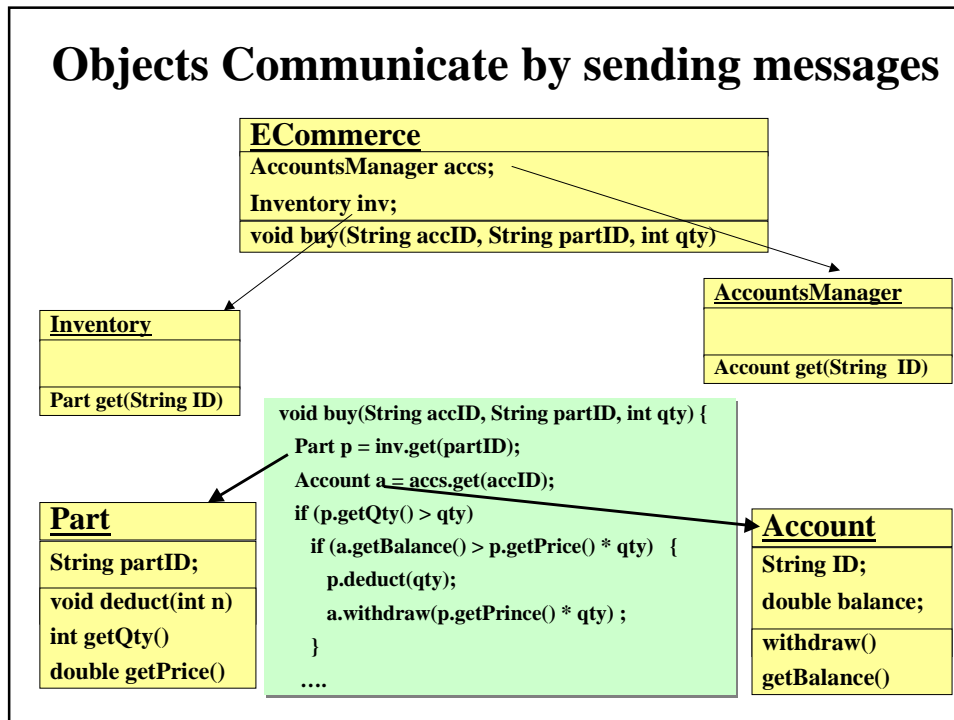 Objects Communicate by sending messages
ECommerce
AccountsManager accs;
Inventory inv;
void buy(String accID, String partID, int qty)
Inventory
Part get(String ID)
AccountsManager
Account get(String ID)
void buy(String accID, String partID, int qty) {
Part p = inv.get(partID);
Account a = accs.get(accID);
if (p.getQty() > qty)
if (a.getBalance() > p.getPrice() * qty) {
p.deduct(qty);
a.withdraw(p.getPrince() * qty) ;
}
….
Part
String partID;
void deduct(int n)
int getQty()
double getPrice()
Account
String ID;
double balance;
withdraw()
getBalance()